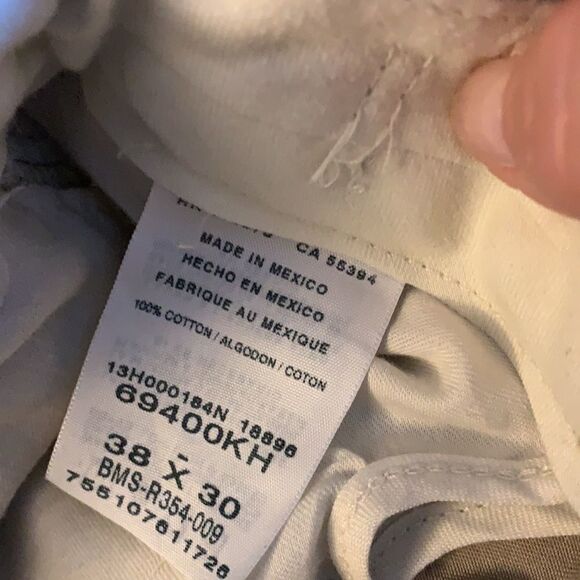 CA 55394
MADE IN MEXICO
HECHO EN MEXICO
FABRIQUE AU MEXIQUE
100% COTTON / ALGODON / COTON
13H000184N 18896
69400KH
-
38 X 30
BMS-R354-009
755107611728